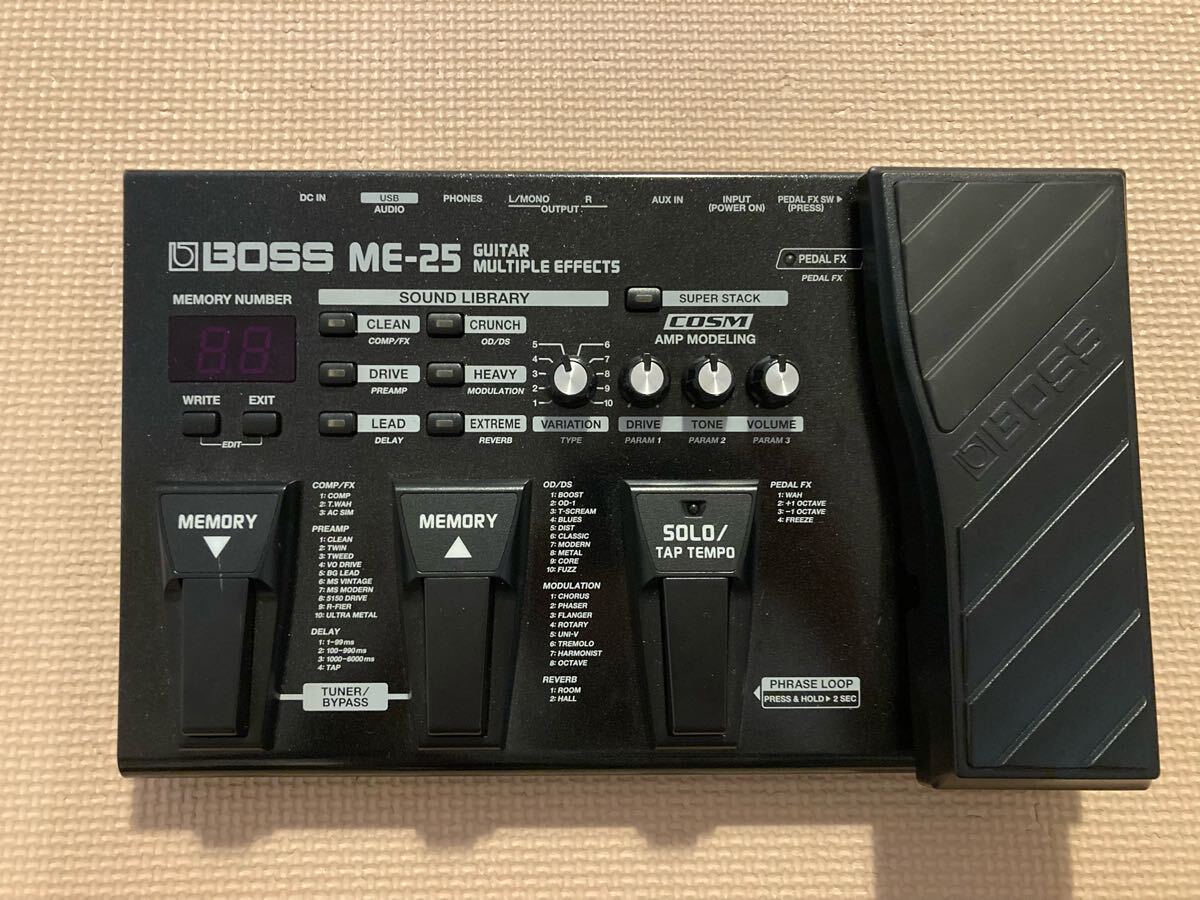 DC IN
USB
AUDIO
PHONES
L/MONO R
OUTPUT
AUX IN
INPUT
(POWER ON)
PEDAL FX SW ▶
(PRESS)
BOSS ME-25 GUITAR
MULTIPLE EFFECTS
PEDAL FX
PEDAL FX
MEMORY NUMBER
SOUND LIBRARY
SUPER STACK
COSM
AMP MODELING
CLEAN
COMP/FX
CRUNCH
OD/DS
DRIVE
PREAMP
HEAVY
MODULATION
LEAD
DELAY
EXTREME
REVERB
WRITE EXIT
EDIT
5 6
4 7
3 8
2 9
1 10
VARIATION
TYPE
DRIVE
PARAM 1
TONE
PARAM 2
VOLUME
PARAM 3
MEMORY
▼
COMP/FX
1: COMP
2: T.WAH
3: AC SIM
PREAMP
1: CLEAN
2: TWIN
3: TWEED
4: VO DRIVE
5: BG LEAD
6: MS VINTAGE
7: MS MODERN
8: 5150 DRIVE
9: R-FIER
10: ULTRA METAL
DELAY
1: 1–99ms
2: 100–990ms
3: 1000–6000ms
4: TAP
TUNER/
BYPASS
MEMORY
▲
OD/DS
1: BOOST
2: OD-1
3: T-SCREAM
4: BLUES
5: DIST
6: CLASSIC
7: MODERN
8: METAL
9: CORE
10: FUZZ
MODULATION
1: CHORUS
2: PHASER
3: FLANGER
4: ROTARY
5: UNI-V
6: TREMOLO
7: HARMONIST
8: OCTAVE
REVERB
1: ROOM
2: HALL
SOLO/
TAP TEMPO
PEDAL FX
1: WAH
2: +1 OCTAVE
3: –1 OCTAVE
4: FREEZE
PHRASE LOOP
PRESS & HOLD ▶ 2 SEC
BOSS